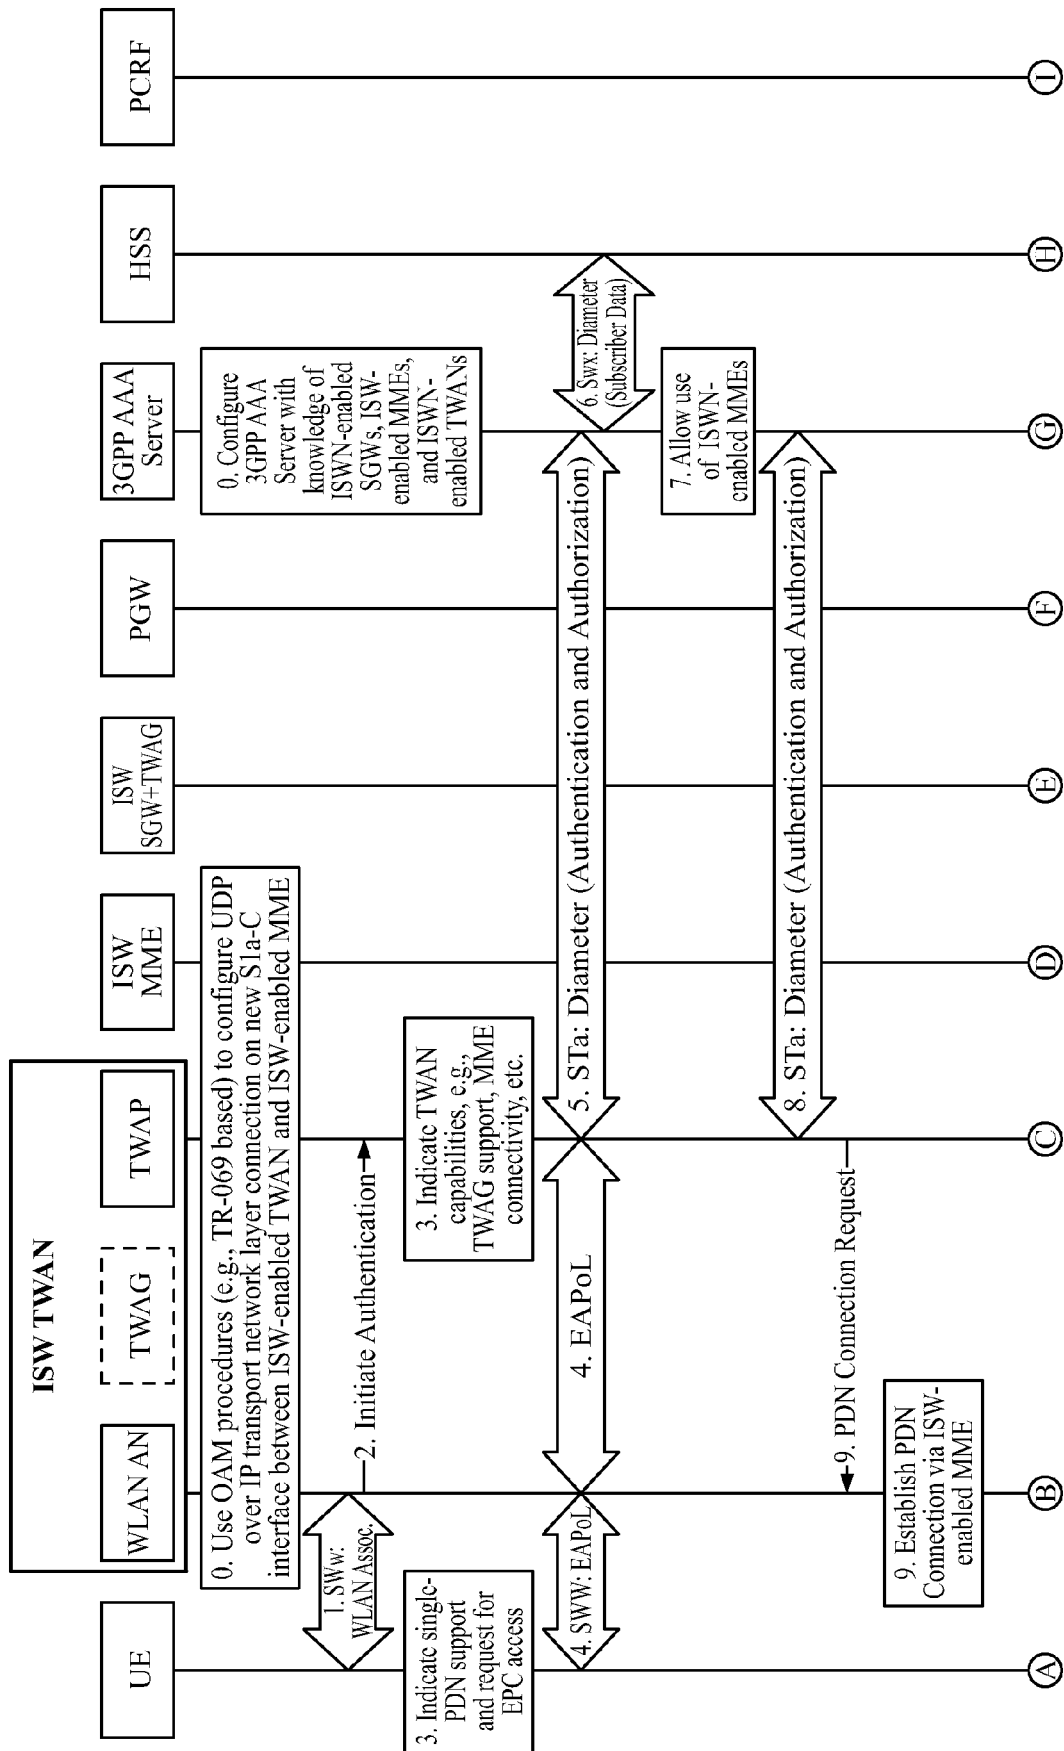 ISW TWAN
UE
WLAN AN
TWAG
TWAP
ISW
MME
ISW
SGW+TWAG
PGW
3GPP AAA
Server
HSS
PCRF
0. Use OAM procedures (e.g., TR-069 based) to configure UDP
over IP transport network layer connection on new S1a-C
interface between ISW-enabled TWAN and ISW-enabled MME
0. Configure
3GPP AAA
Server with
knowledge of
ISWN-enabled
SGWs, ISW-
enabled MMEs,
and ISWN-
enabled TWANs
1. SWw:
WLAN Assoc.
2. Initiate Authentication
3. Indicate single-
PDN support
and request for
EPC access
3. Indicate TWAN
capabilities, e.g.,
TWAG support, MME
connectivity, etc.
4. SWW: EAPoL
4. EAPoL
5. STa: Diameter (Authentication and Authorization)
6. Swx: Diameter
(Subscriber Data)
7. Allow use
of ISWN-
enabled MMEs
8. STa: Diameter (Authentication and Authorization)
9. PDN Connection Request
9. Establish PDN
Connection via ISW-
enabled MME
A
B
C
D
E
F
G
H
I